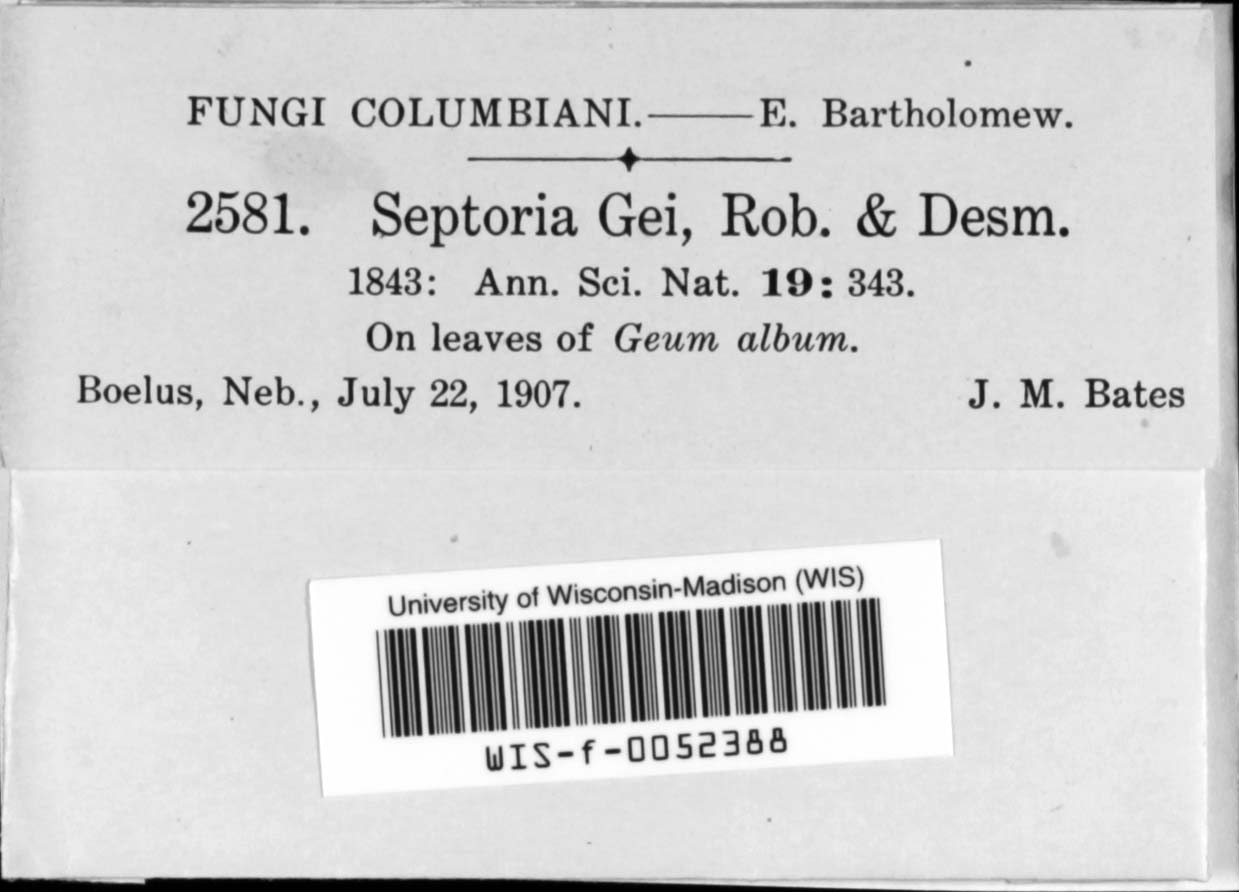 FUNGI COLUMBIANI.——E. Bartholomew.
2581. Septoria Gei, Rob. & Desm.
1843: Ann. Sci. Nat. 19: 343.
On leaves of Geum album.
Boelus, Neb., July 22, 1907. J. M. Bates
University of Wisconsin-Madison (WIS)
WIS-f-0052388